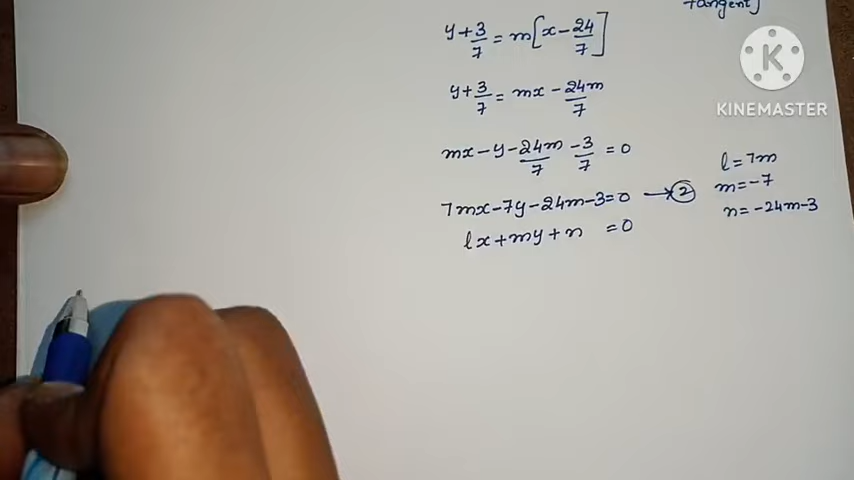 tangent]
y+3/7 = m[x-24/7]
y+3/7 = mx - 24m/7
mx-y-24m/7 -3/7 = 0
7mx-7y-24m-3=0 → ②
lx+my+n = 0
l=7m
m=-7
n=-24m-3
KINEMASTER